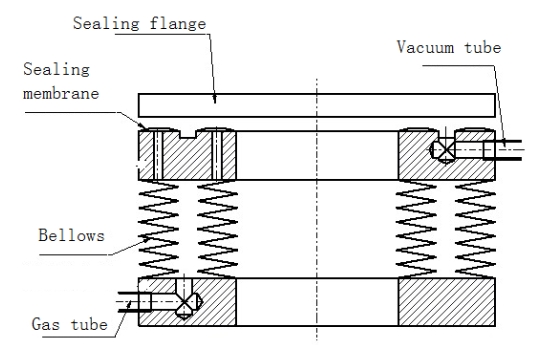 Sealing flange
Vacuum tube
Sealing
membrane
Bellows
Gas tube